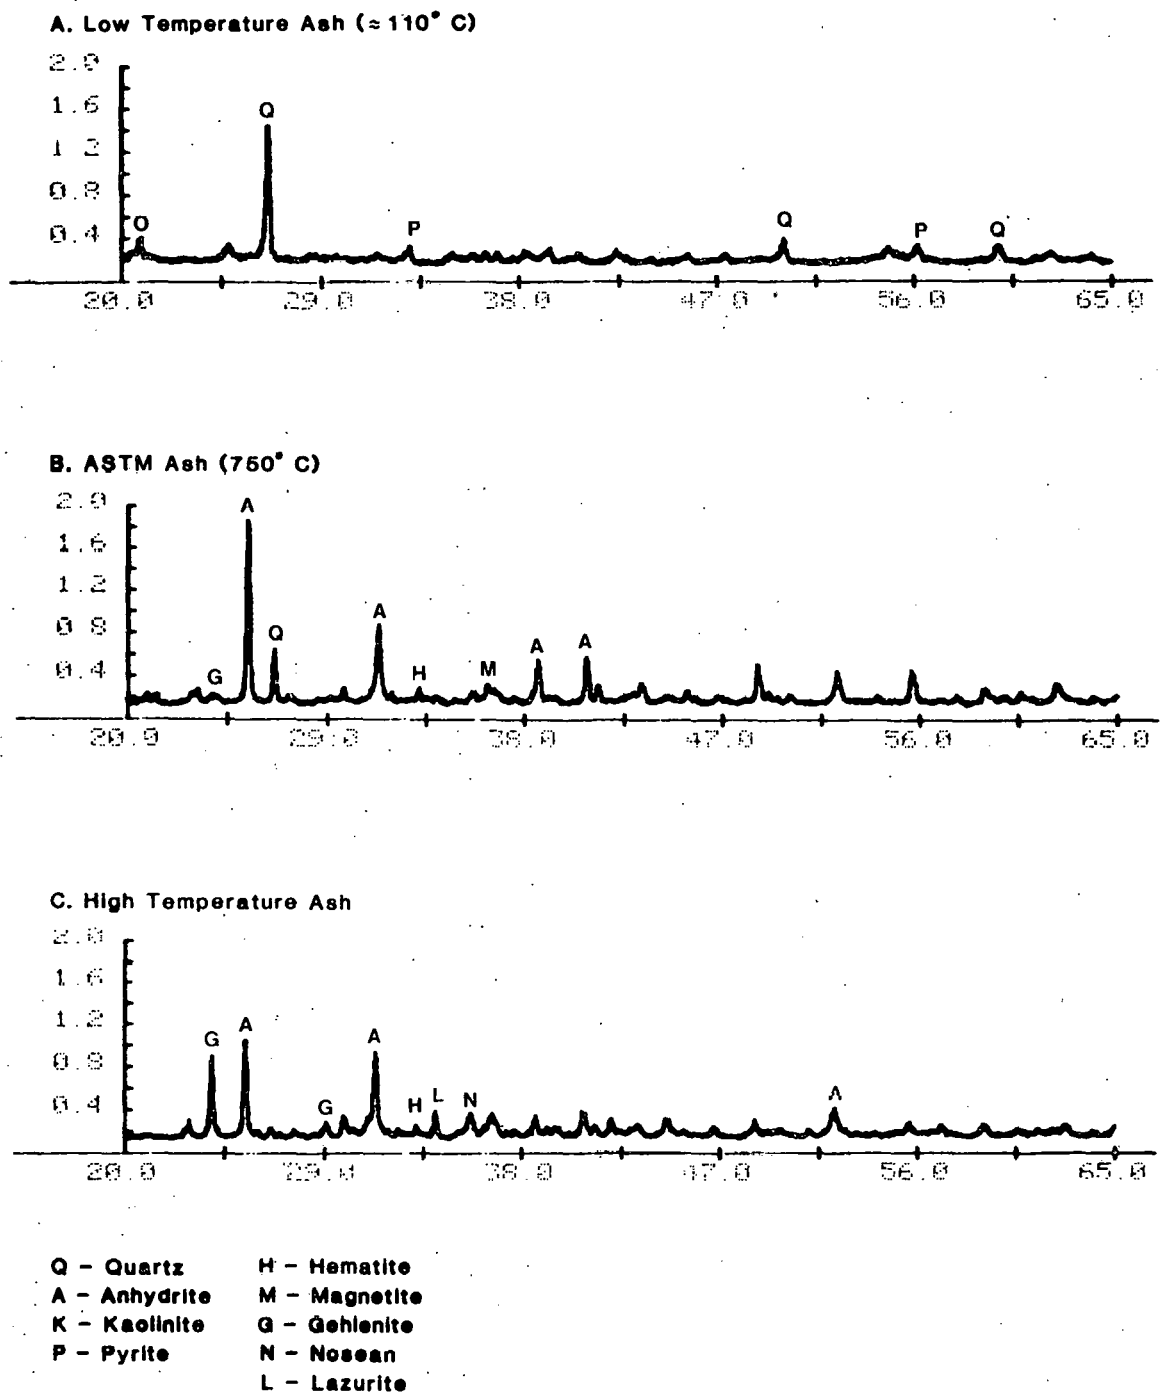 A. Low Temperature Ash (≈110° C)
2.0
1.6
1.2
0.8
0.4
Q
Q
P
Q
P
Q
20.0 29.0 38.0 47.0 56.0 65.0
B. ASTM Ash (750° C)
2.0
1.6
1.2
0.8
0.4
G
A
Q
A
H
M
A
A
20.0 29.0 38.0 47.0 56.0 65.0
C. High Temperature Ash
2.0
1.6
1.2
0.8
0.4
G
A
G
A
H
L
N
A
20.0 29.0 38.0 47.0 56.0 65.0
Q – Quartz H – Hematite
A – Anhydrite M – Magnetite
K – Kaolinite G – Gehlenite
P – Pyrite N – Nosean
L – Lazurite